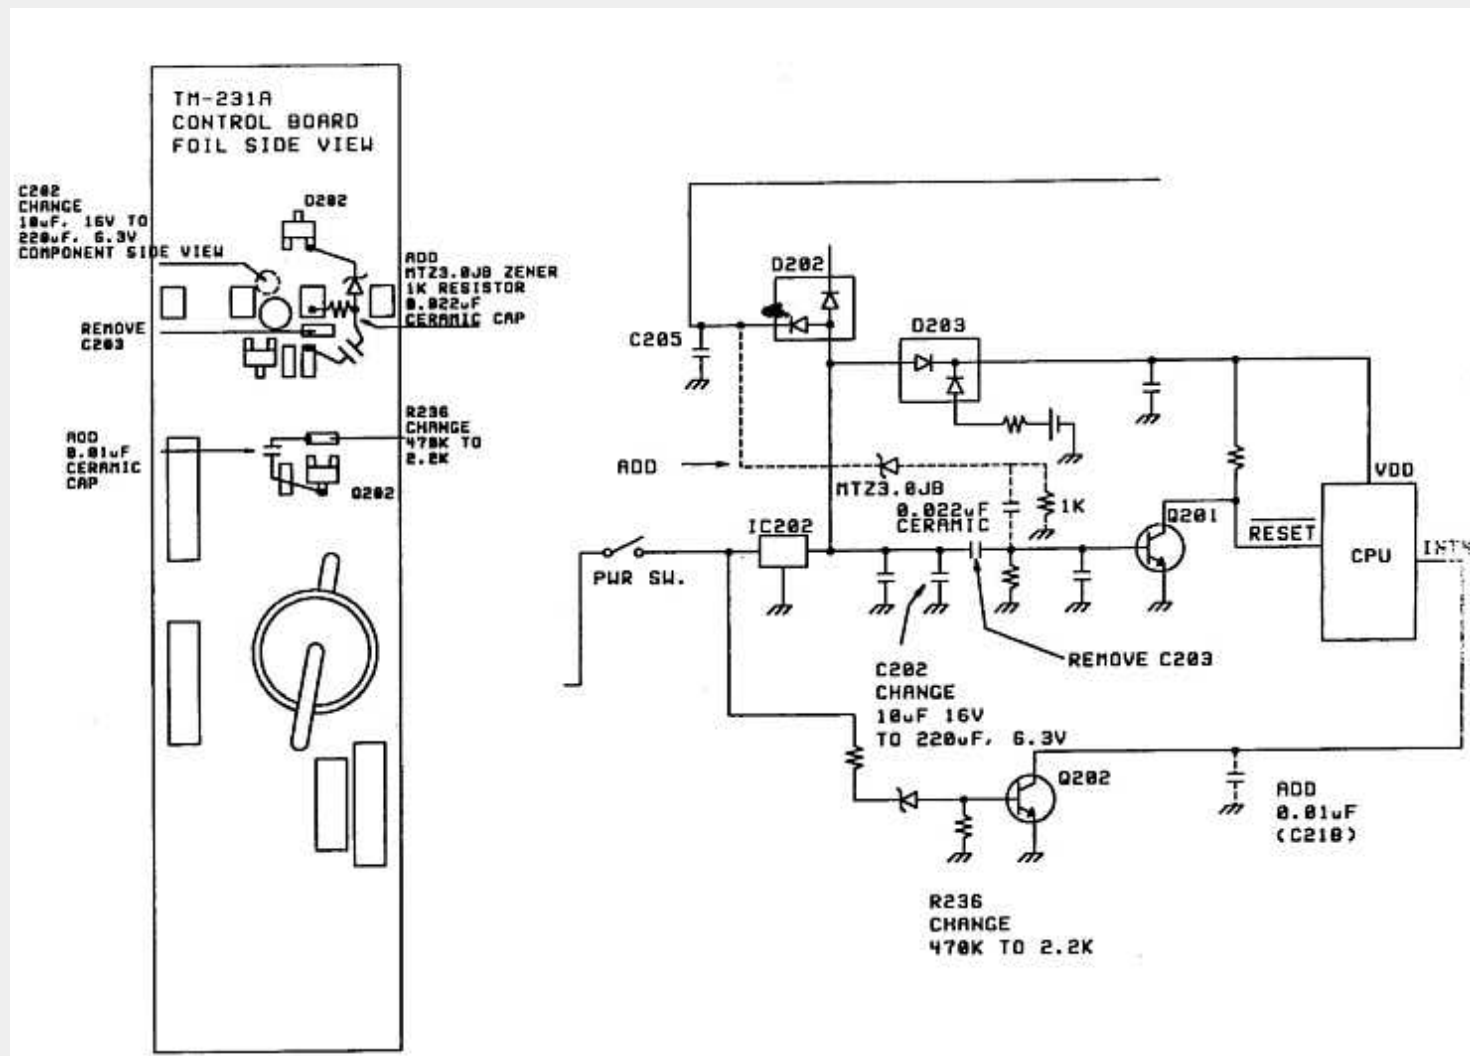 TM-231A
CONTROL BOARD
FOIL SIDE VIEW
C202
CHANGE
10uF, 16V TO
220uF, 6.3V
COMPONENT SIDE VIEW
D202
ADD
MTZ3.0JB ZENER
1K RESISTOR
0.022uF
CERAMIC CAP
REMOVE
C203
ADD
0.01uF
CERAMIC
CAP
R236
CHANGE
470K TO
2.2K
Q202
D202
C205
D203
ADD
MTZ3.0JB
0.022uF
CERAMIC
1K
IC202
PWR SW.
Q201
VDD
RESET
CPU
REMOVE C203
C202
CHANGE
10uF 16V
TO 220uF, 6.3V
Q202
ADD
0.01uF
(C218)
R236
CHANGE
470K TO 2.2K